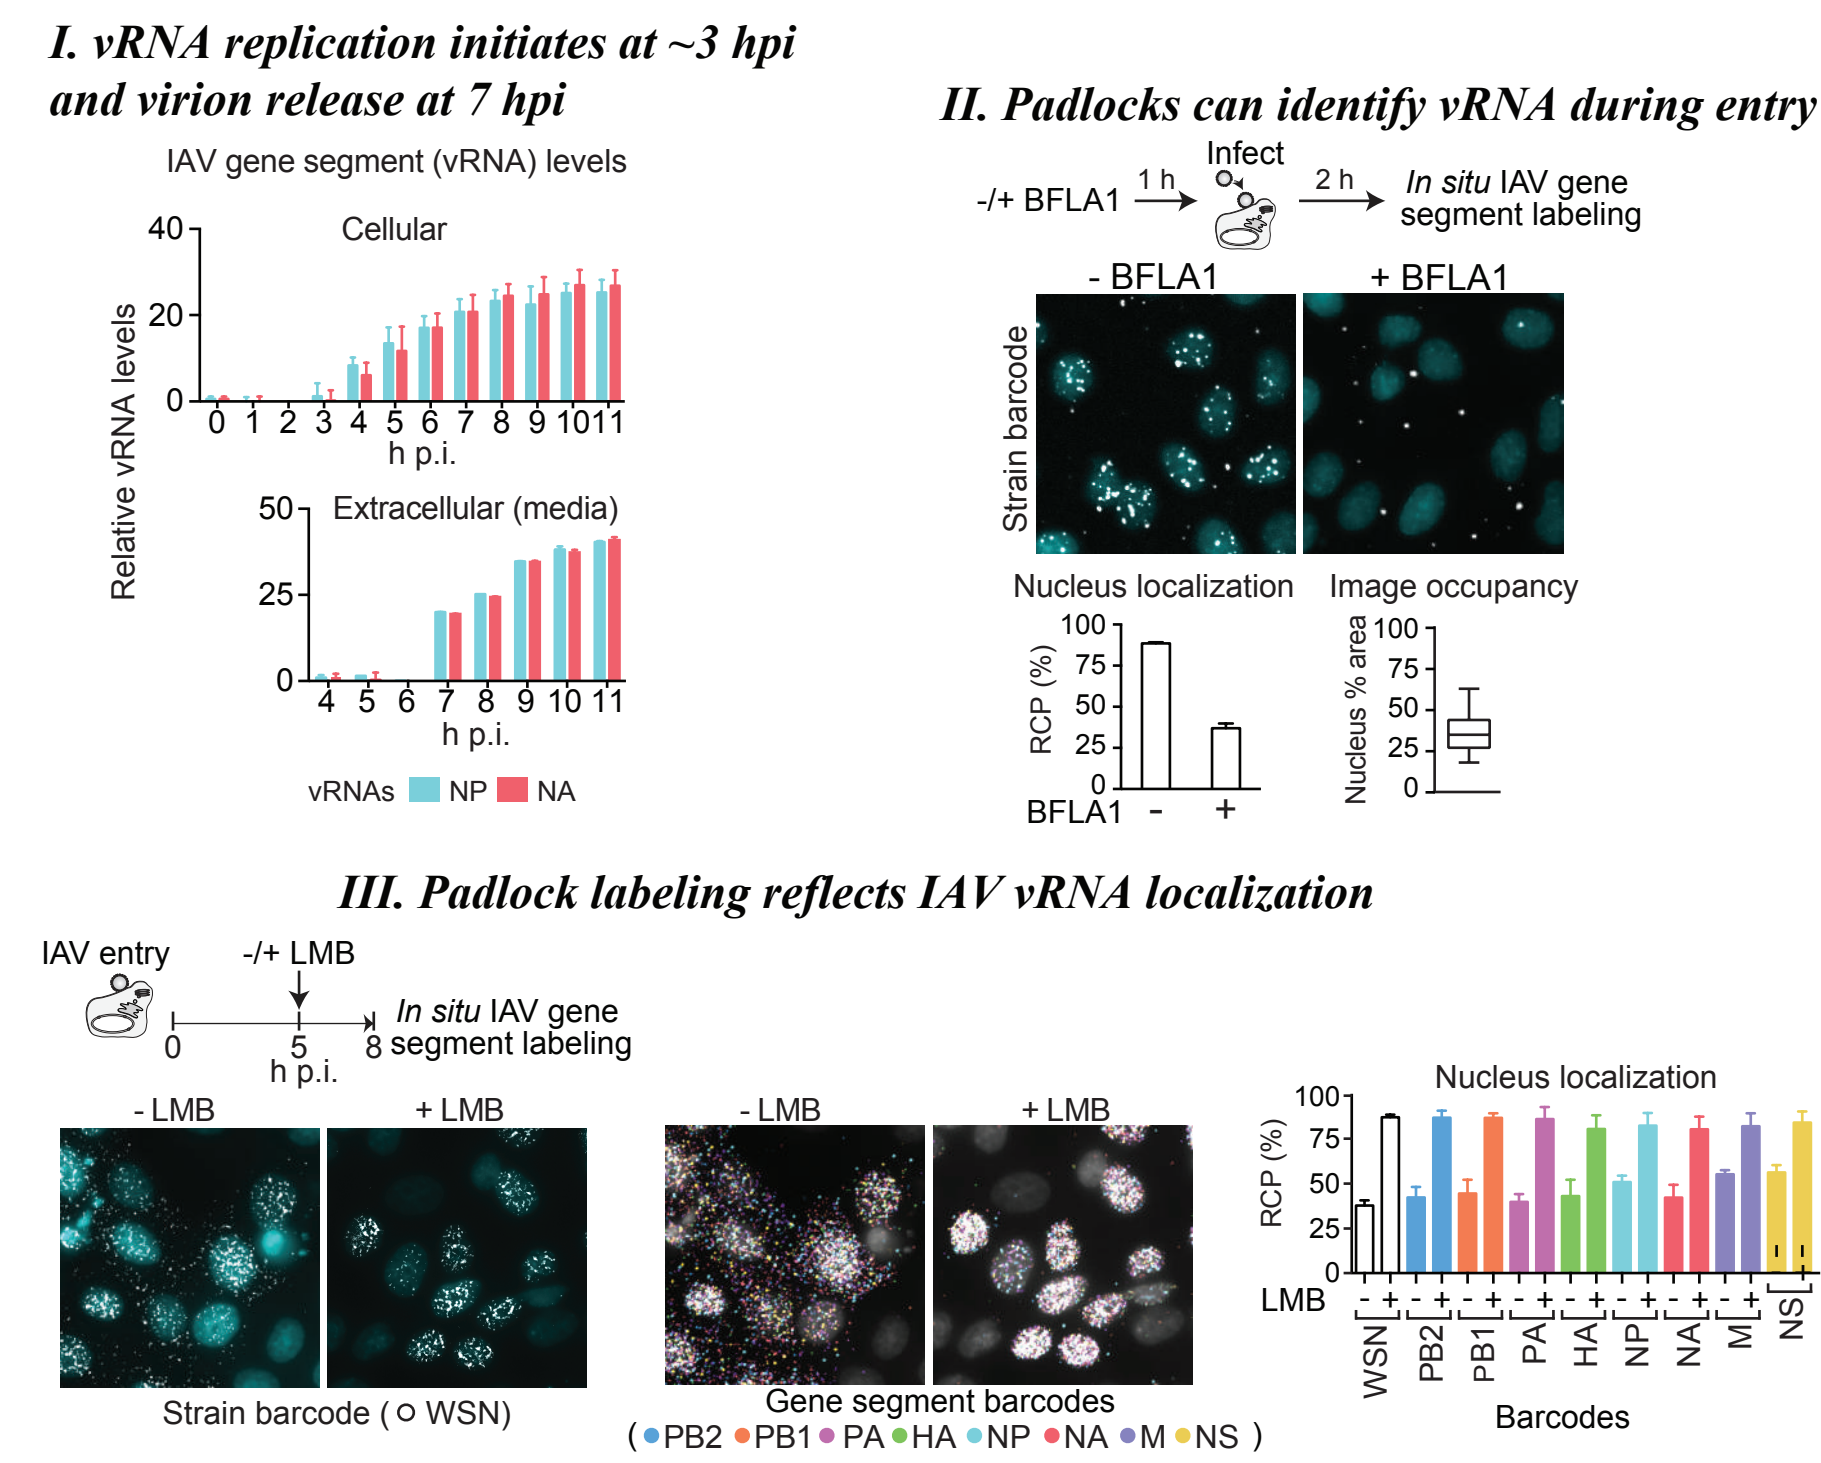 I. vRNA replication initiates at ~3 hpi
and virion release at 7 hpi
IAV gene segment (vRNA) levels
Relative vRNA levels
Cellular
40
20
0
0 1 2 3 4 5 6 7 8 9 10 11
h p.i.
Extracellular (media)
50
25
0
4 5 6 7 8 9 10 11
h p.i.
vRNAs NP NA
II. Padlocks can identify vRNA during entry
-/+ BFLA1
1 h
Infect
2 h
In situ IAV gene
segment labeling
- BFLA1
+ BFLA1
Strain barcode
Nucleus localization
RCP (%)
100
75
50
25
0
BFLA1 - +
Image occupancy
Nucleus % area
100
75
50
25
0
III. Padlock labeling reflects IAV vRNA localization
IAV entry
-/+ LMB
0 5 8
h p.i.
In situ IAV gene
segment labeling
- LMB
+ LMB
Strain barcode ( WSN)
- LMB
+ LMB
Gene segment barcodes
( PB2 PB1 PA HA NP NA M NS )
Nucleus localization
RCP (%)
100
75
50
25
0
LMB - + - + - + - + - + - + - + - + - +
WSN PB2 PB1 PA HA NP NA M NS
Barcodes